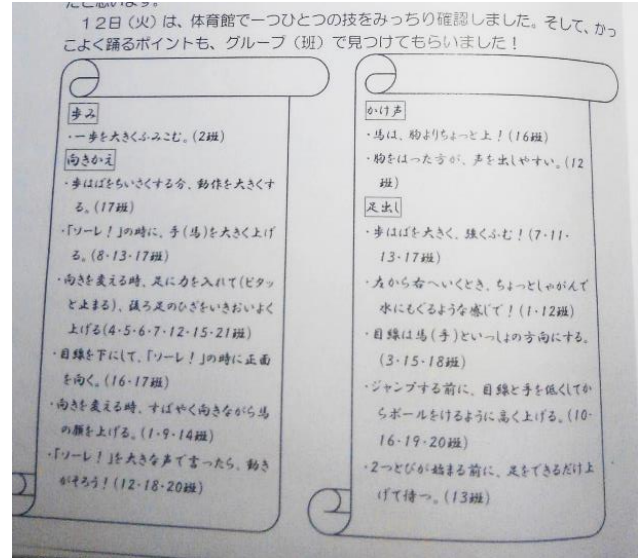 たと思います。
12日（火）は、体育館で一つひとつの技をみっちり確認しました。そして、かっ
こよく踊るポイントも、グループ（班）で見つけてもらいました！
歩み
・一歩を大きくふみこむ。(2班)
向きかえ
・歩はばをちいさくする分、動作を大きくす
る。(17班)
・「ソーレ！」の時に、手(馬)を大きく上げ
る。(8・13・17班)
・向きを変える時、足に力を入れて(ピタッ
と止まる)、後ろ足のひざをいきおいよく
上げる(4・5・6・7・12・15・21班)
・目線を下にして、「ソーレ！」の時に正面
を向く。(16・17班)
・向きを変える時、すばやく向きながら馬
の顔を上げる。(1・9・14班)
・「ソーレ！」を大きな声で言ったら、動き
がそろう！(12・18・20班)
かけ声
・馬は、胸よりちょっと上！(16班)
・胸をはった方が、声を出しやすい。(12
班)
足出し
・歩はばを大きく、強くふむ！(7・11・
13・17班)
・左から右へいくとき、ちょっとしゃがんで
水にもぐるような感じで！(1・12班)
・目線は馬(手)といっしょの方向にする。
(3・15・18班)
・ジャンプする前に、目線と手を低くしてか
らボールをけるように高く上げる。(10・
16・19・20班)
・2つとびが始まる前に、足をできるだけ上
げて待つ。(13班)